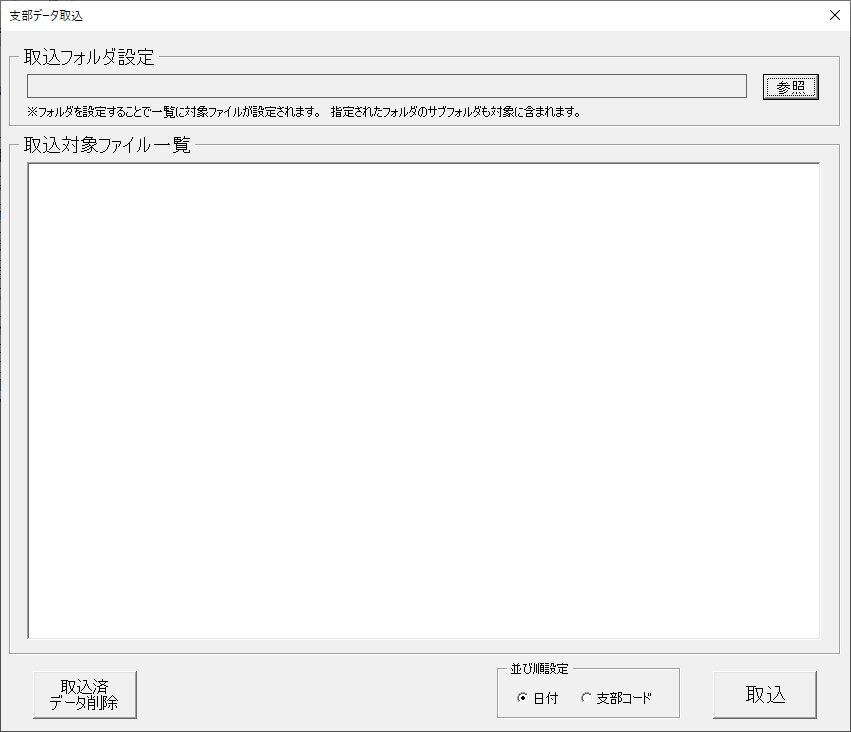 支部データ取込
取込フォルダ設定
参照
※フォルダを設定することで一覧に対象ファイルが設定されます。 指定されたフォルダのサブフォルダも対象に含まれます。
取込対象ファイル一覧
取込済
データ削除
並び順設定
日付 支部コード
取込